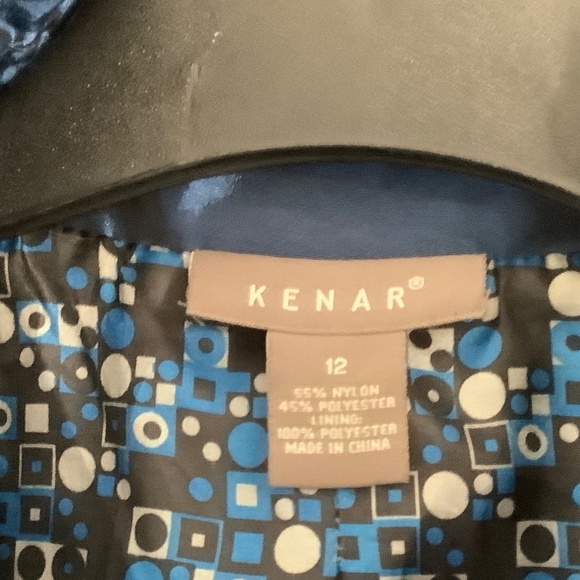 KENAR®
12
55% NYLON
45% POLYESTER
LINING:
100% POLYESTER
MADE IN CHINA